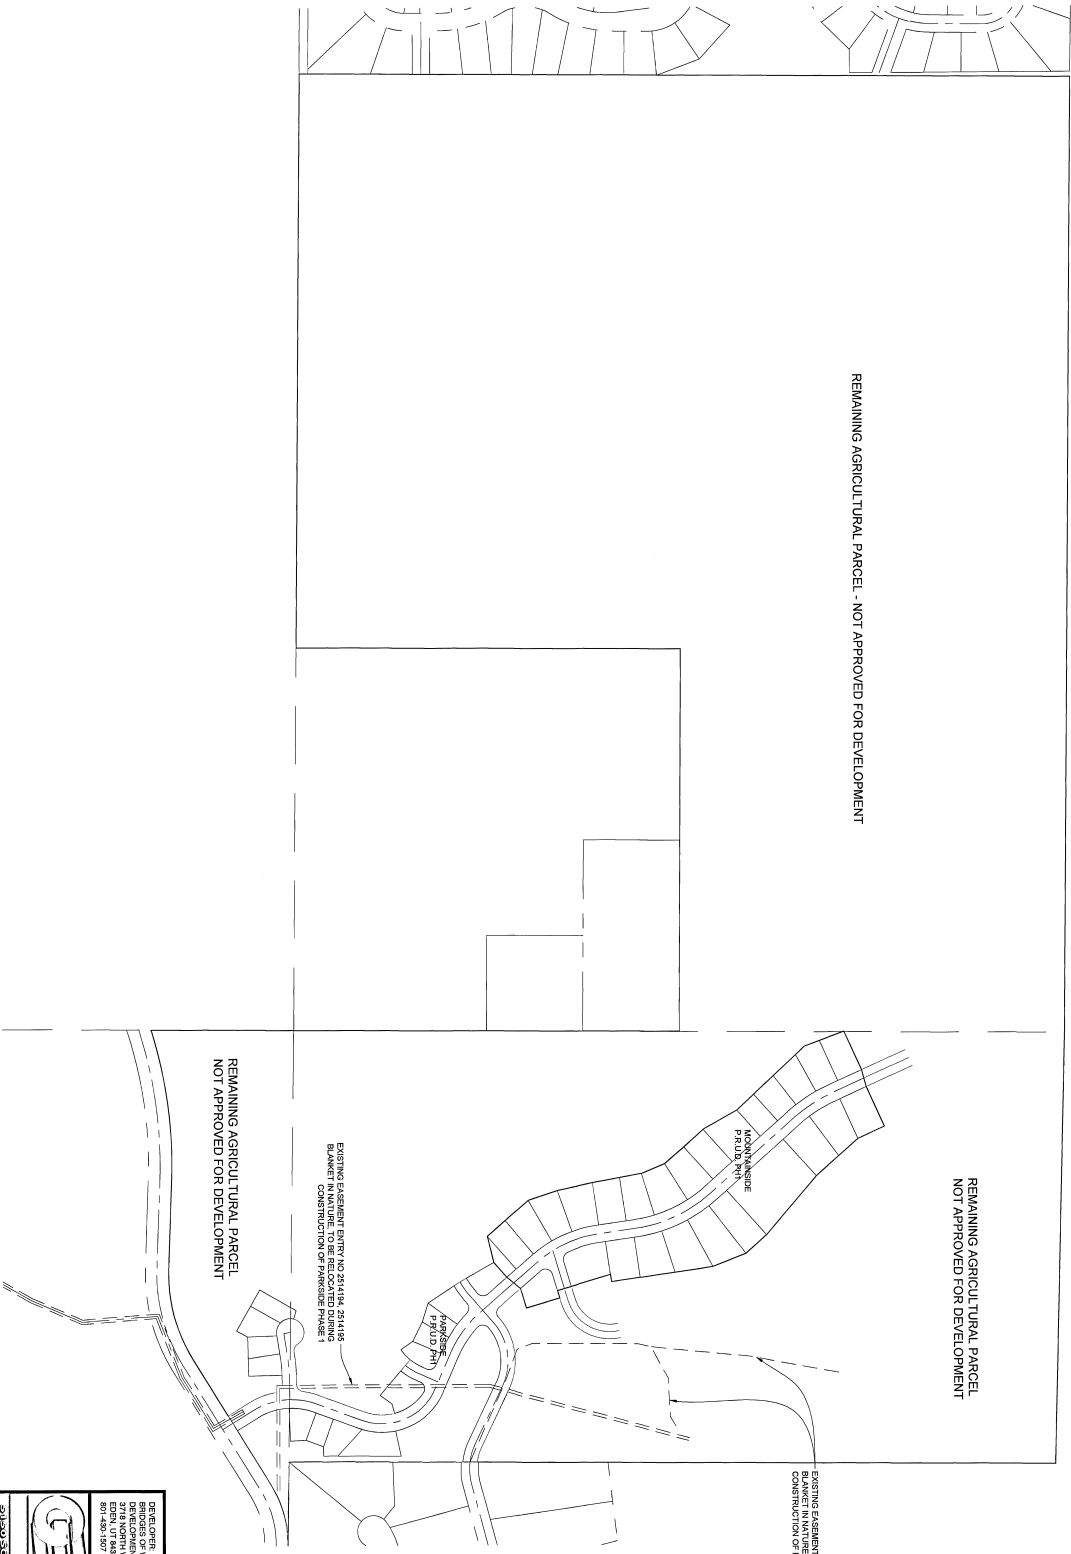 REMAINING AGRICULTURAL PARCEL - NOT APPROVED FOR DEVELOPMENT
REMAINING AGRICULTURAL PARCEL
NOT APPROVED FOR DEVELOPMENT
MOUNTAINSIDE
P.R.U.D. PH1
REMAINING AGRICULTURAL PARCEL
NOT APPROVED FOR DEVELOPMENT
EXISTING EASEMENT ENTRY NO 2514194, 2514195
BLANKET IN NATURE, TO BE RELOCATED DURING
CONSTRUCTION OF PARKSIDE PHASE 1
PARKSIDE
P.R.U.D. PH1
EXISTING EASEMENT
BLANKET IN NATURE
CONSTRUCTION OF
DEVELOPER:
BRIDGES OF
DEVELOPMEN
3718 NORTH
EDEN, UT 843
801-430-1507